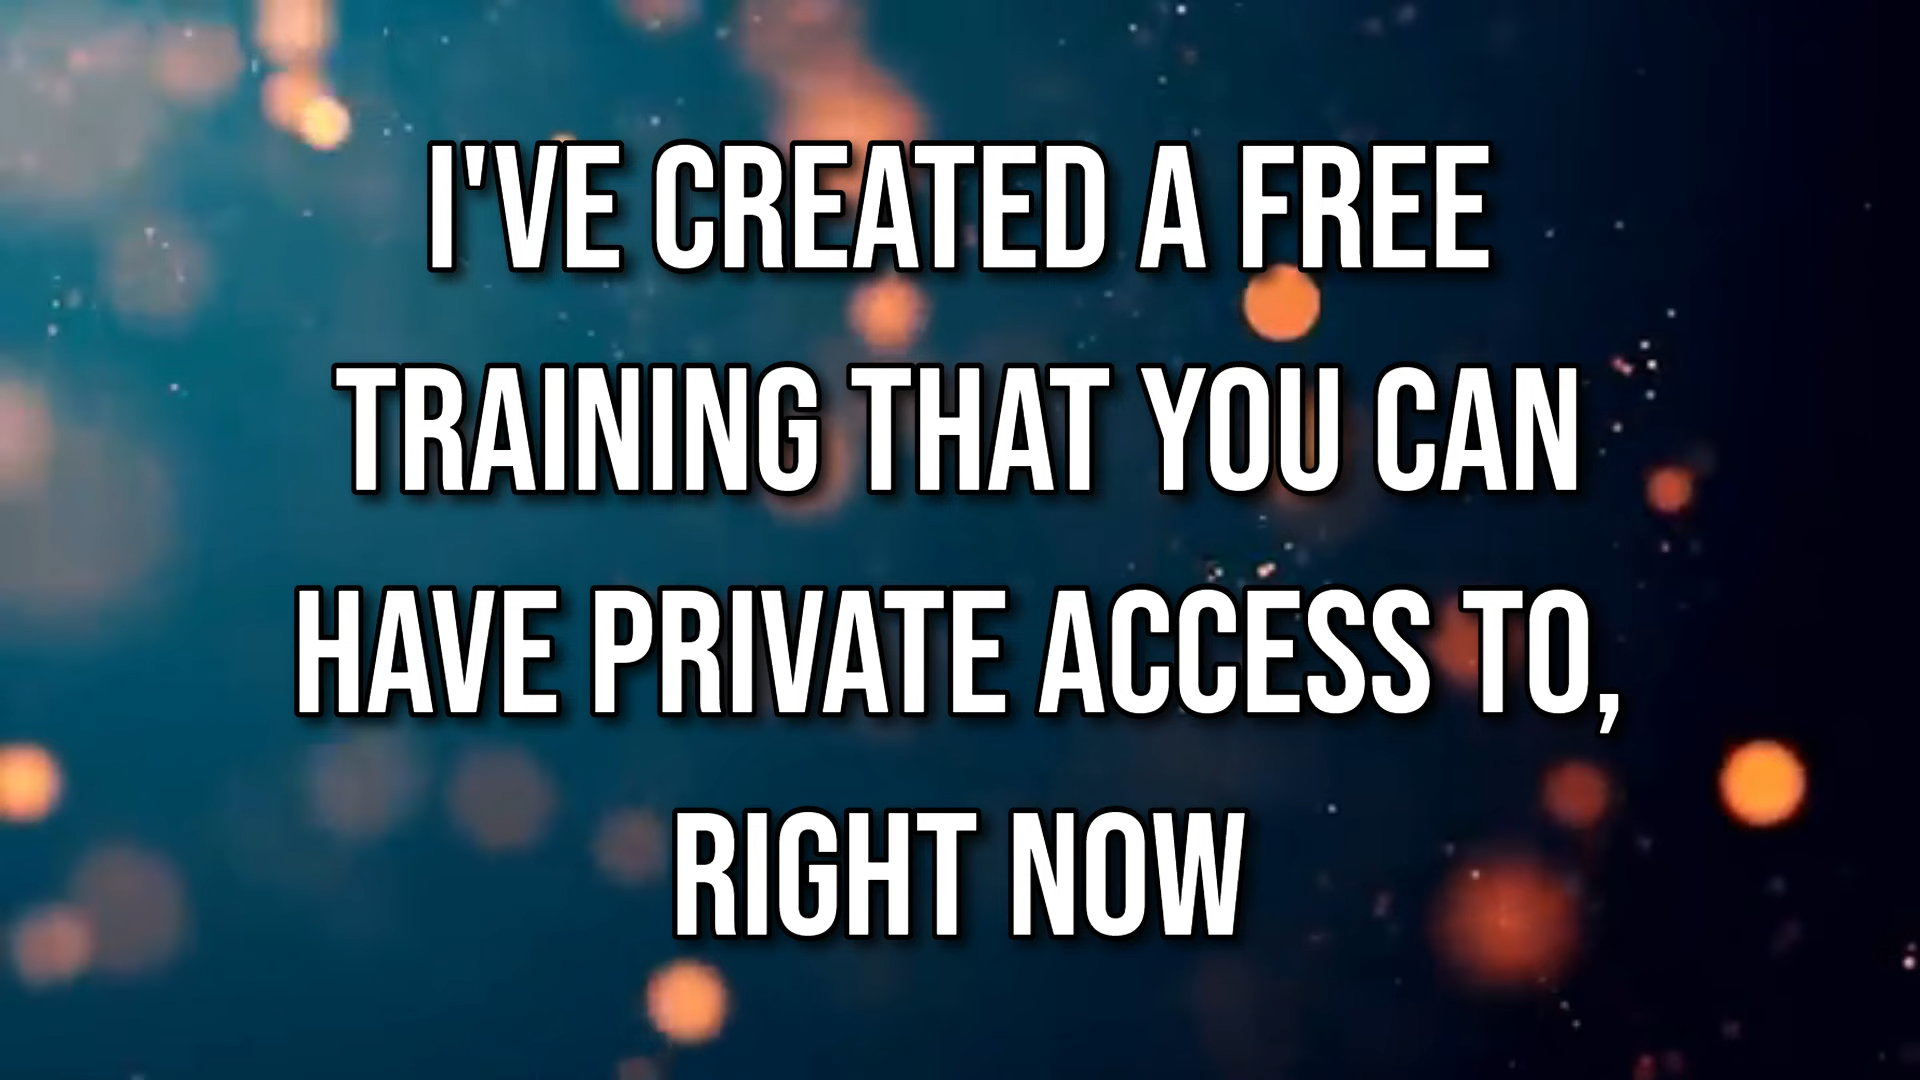 I'VE CREATED A FREE
TRAINING THAT YOU CAN
HAVE PRIVATE ACCESS TO,
RIGHT NOW